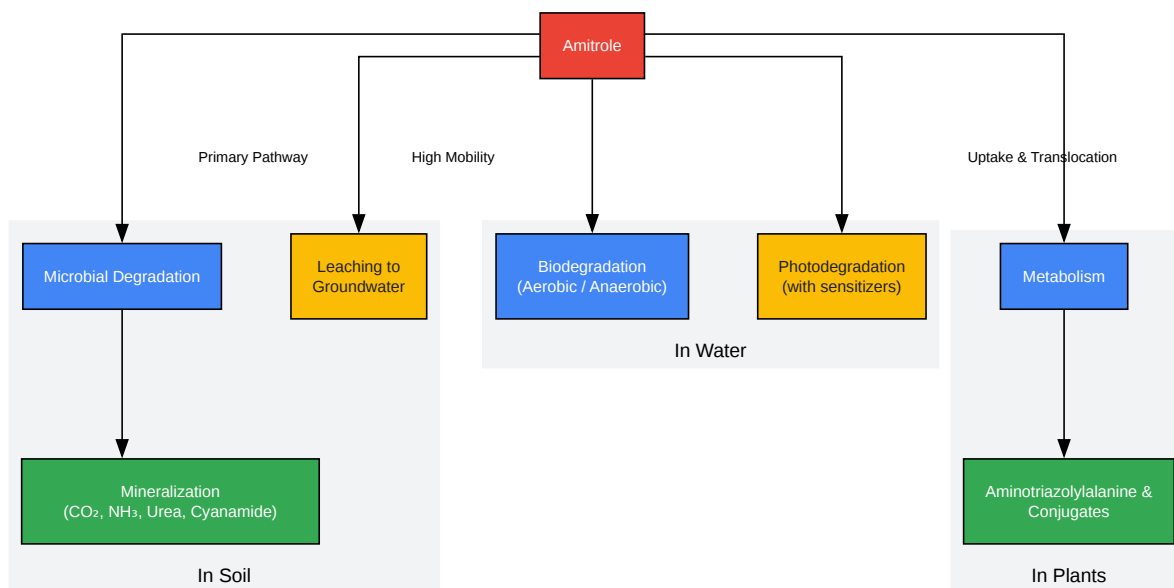 Amitrole
Primary Pathway
High Mobility
Uptake & Translocation
Microbial Degradation
Leaching to
Groundwater
Biodegradation
(Aerobic / Anaerobic)
Photodegradation
(with sensitizers)
Metabolism
In Water
Mineralization
(CO₂, NH₃, Urea, Cyanamide)
Aminotriazolylalanine &
Conjugates
In Soil
In Plants